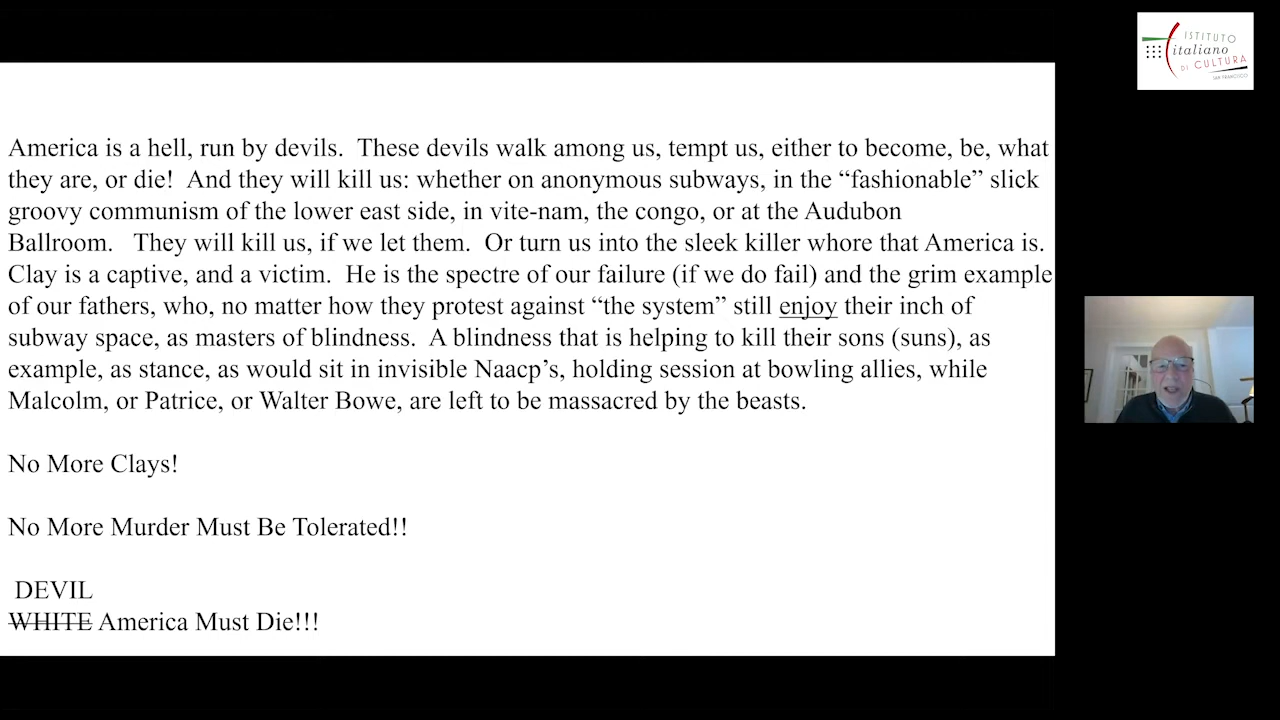 America is a hell, run by devils.  These devils walk among us, tempt us, either to become, be, what
they are, or die!  And they will kill us: whether on anonymous subways, in the “fashionable” slick
groovy communism of the lower east side, in vite-nam, the congo, or at the Audubon
Ballroom.   They will kill us, if we let them.  Or turn us into the sleek killer whore that America is.
Clay is a captive, and a victim.  He is the spectre of our failure (if we do fail) and the grim example
of our fathers, who, no matter how they protest against “the system” still enjoy their inch of
subway space, as masters of blindness.  A blindness that is helping to kill their sons (suns), as
example, as stance, as would sit in invisible Naacp’s, holding session at bowling allies, while
Malcolm, or Patrice, or Walter Bowe, are left to be massacred by the beasts.
No More Clays!
No More Murder Must Be Tolerated!!
DEVIL
WHITE America Must Die!!!
ISTITUTO
italiano
DI CULTURA
SAN FRANCISCO